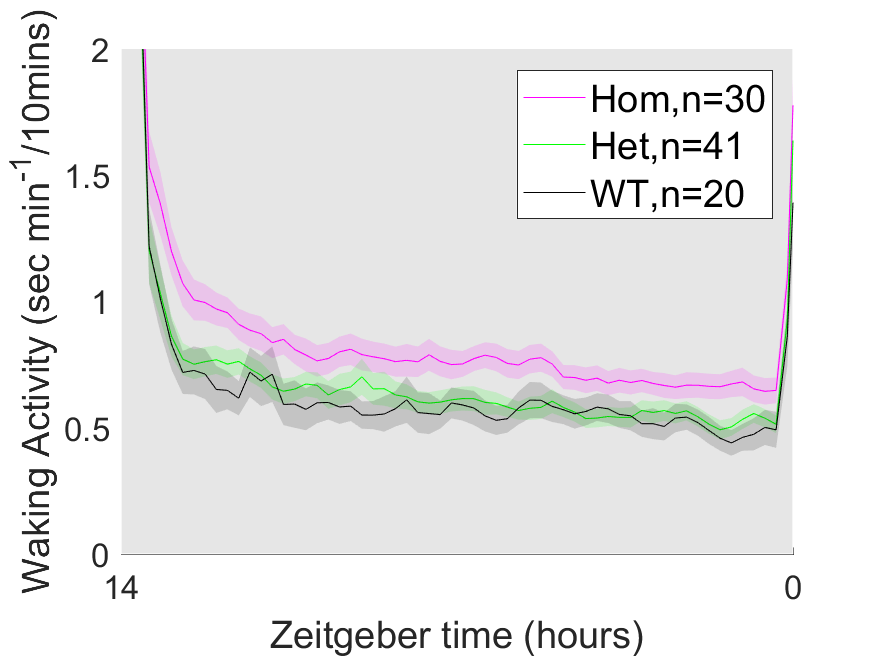 Waking Activity (sec min⁻¹/10mins)
2
1.5
1
0.5
0
Hom,n=30
Het,n=41
WT,n=20
14
0
Zeitgeber time (hours)